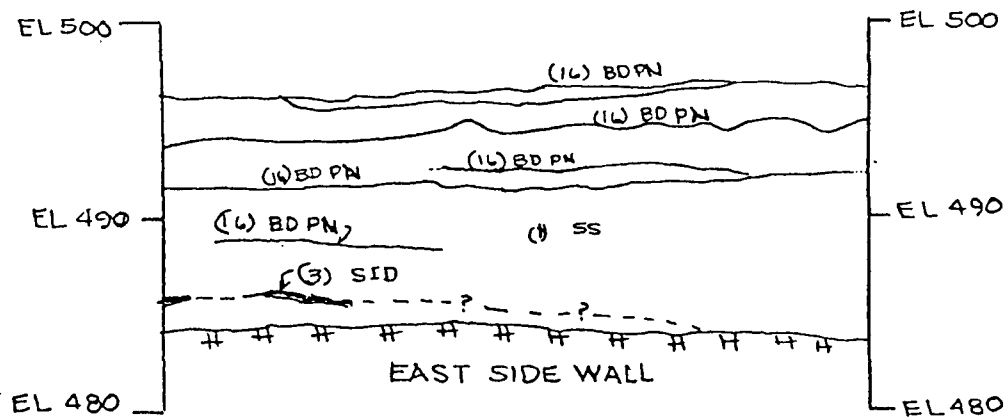 EL 500
EL 500
(16) BD PN
(16) BD PN
(16) BD PN
(16) BD PN
EL 490
EL 490
(16) BD PN
SS
(3) SID
?
?
EAST SIDE WALL
EL 480
EL 480